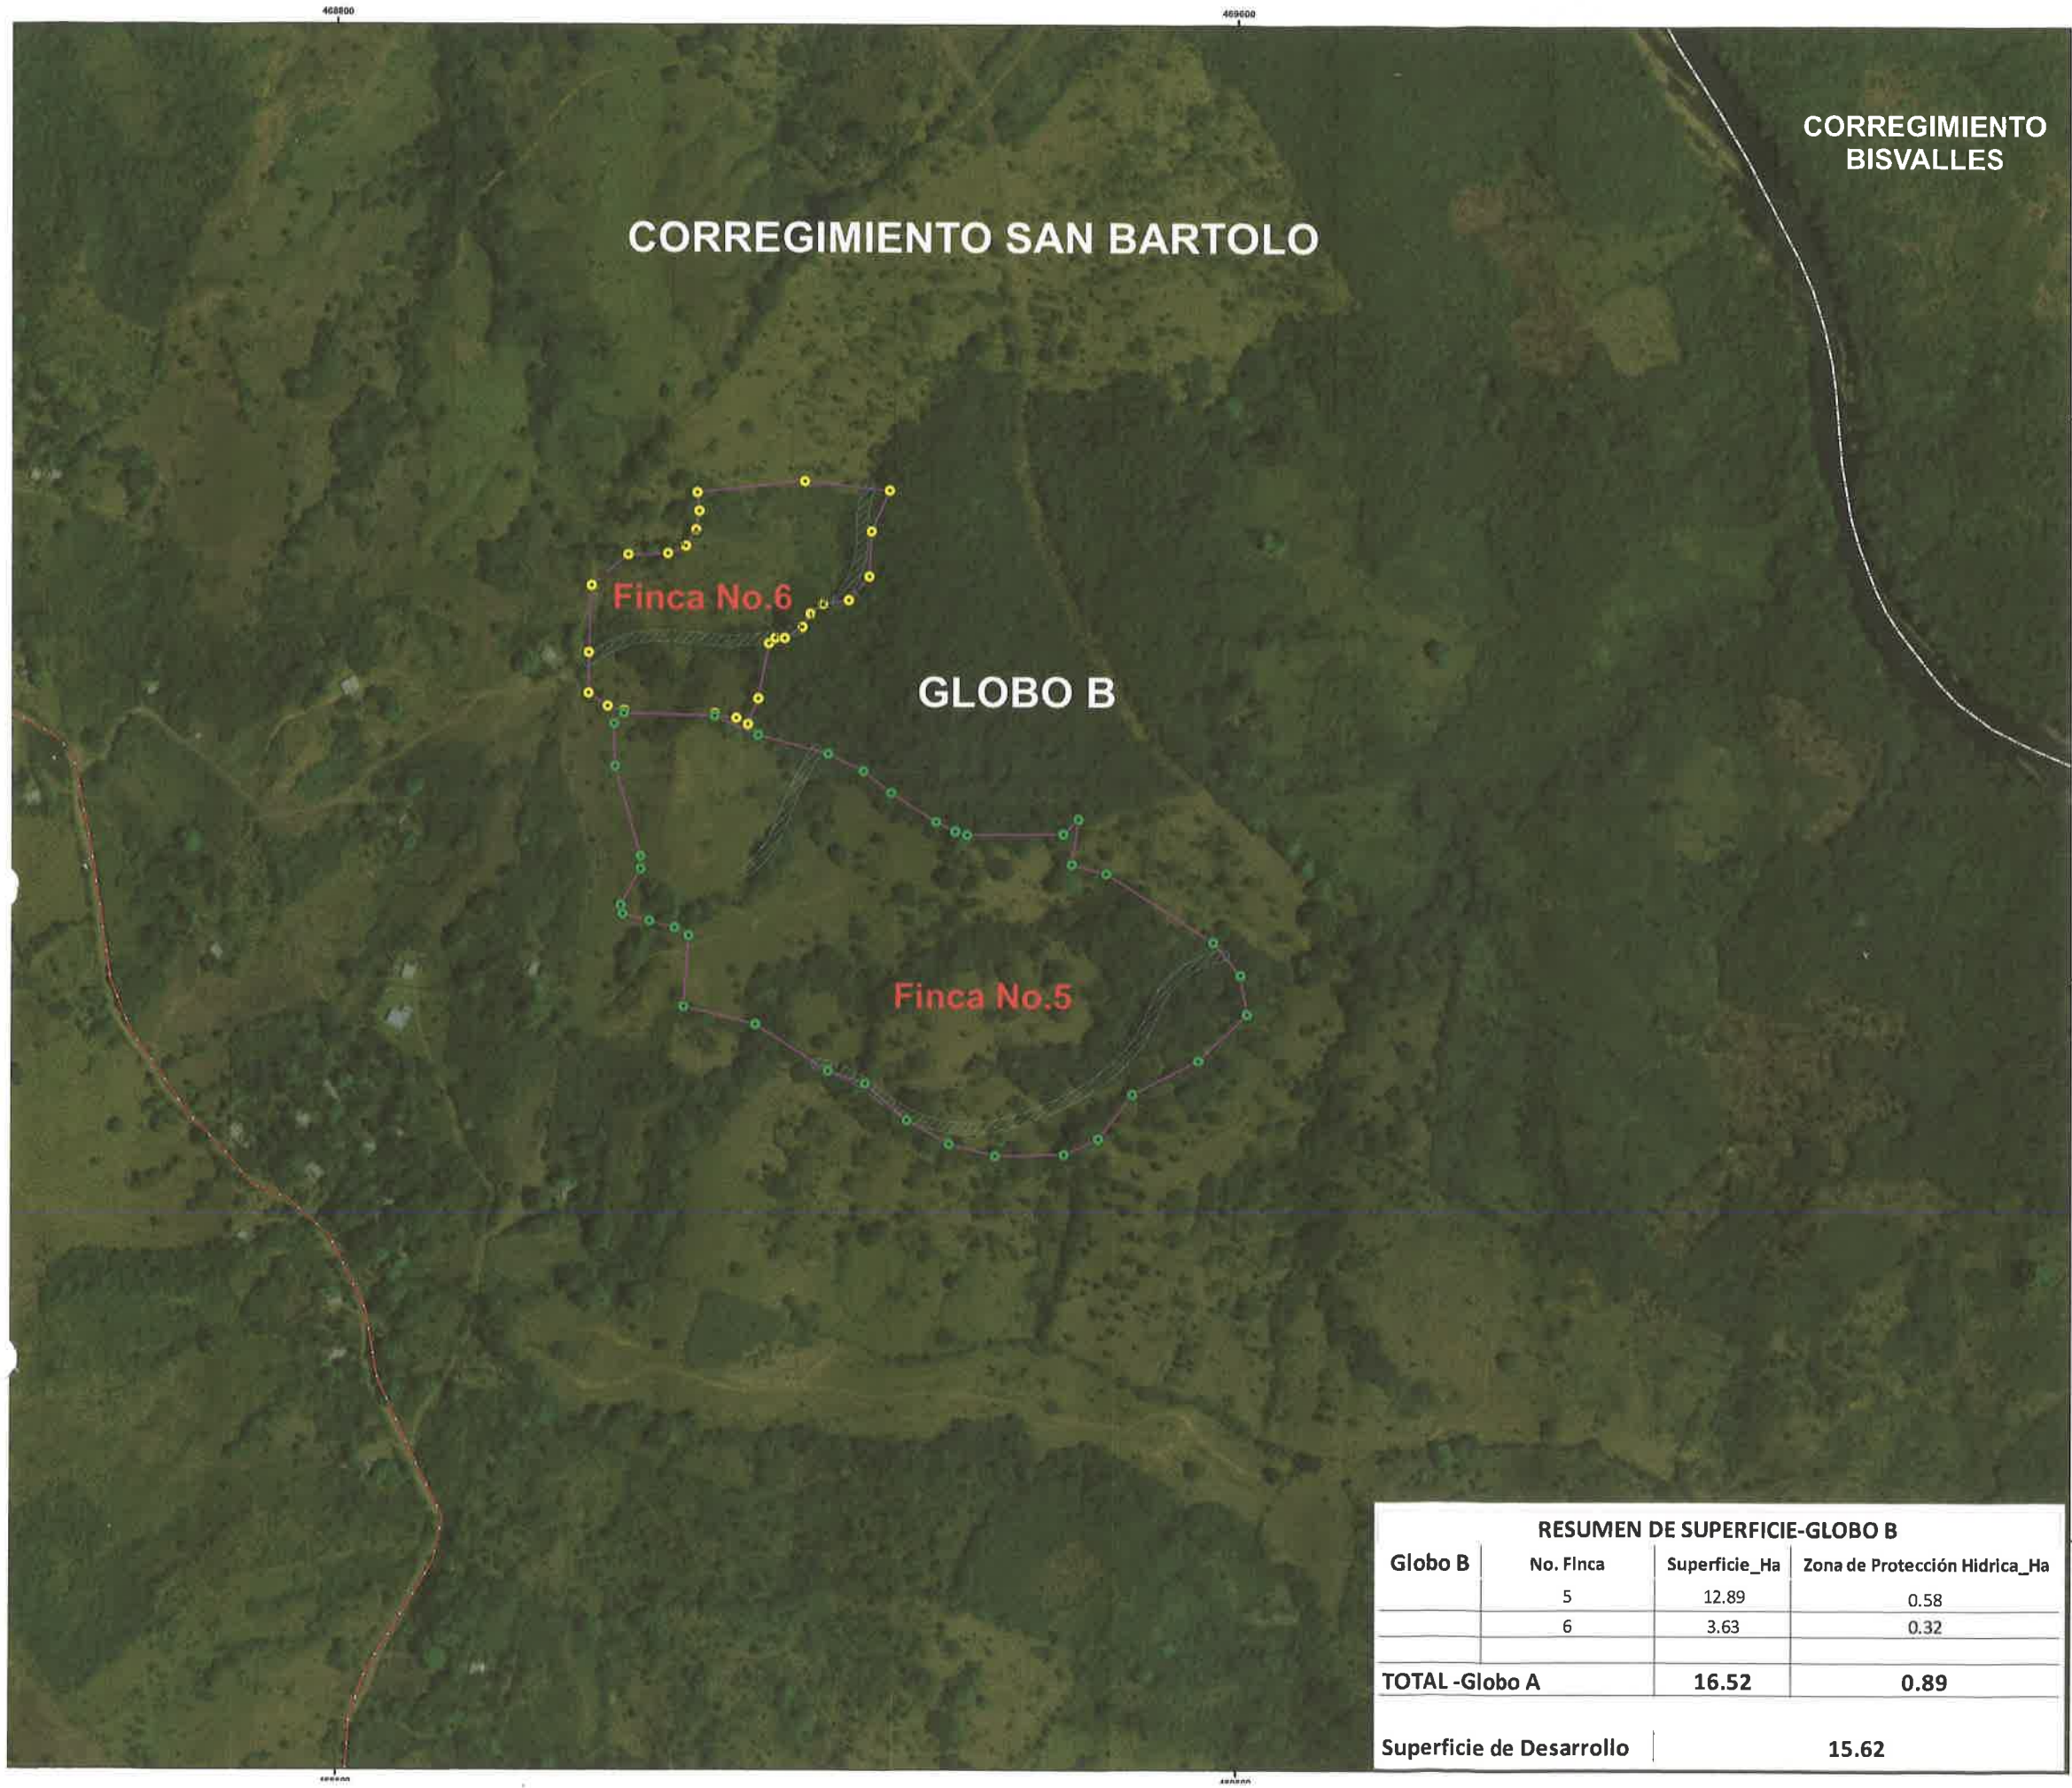 468800
469600
CORREGIMIENTO
BISVALLES
CORREGIMIENTO SAN BARTOLO
Finca No.6
GLOBO B
Finca No.5
RESUMEN DE SUPERFICIE-GLOBO B
Globo B No. Finca Superficie_Ha Zona de Protección Hidrica_Ha
5 12.89 0.58
6 3.63 0.32
TOTAL -Globo A 16.52 0.89
Superficie de Desarrollo 15.62